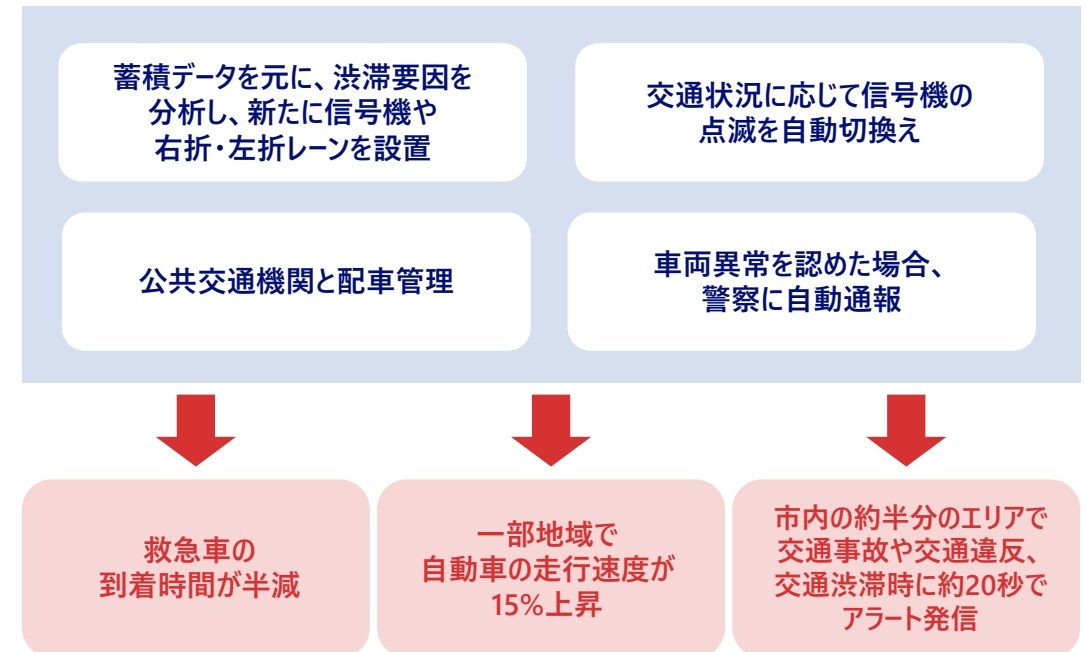 蓄積データを元に、渋滞要因を
分析し、新たに信号機や
右折・左折レーンを設置
交通状況に応じて信号機の
点滅を自動切換え
公共交通機関と配車管理
車両異常を認めた場合、
警察に自動通報
救急車の
到着時間が半減
一部地域で
自動車の走行速度が
15%上昇
市内の約半分のエリアで
交通事故や交通違反、
交通渋滞時に約20秒で
アラート発信